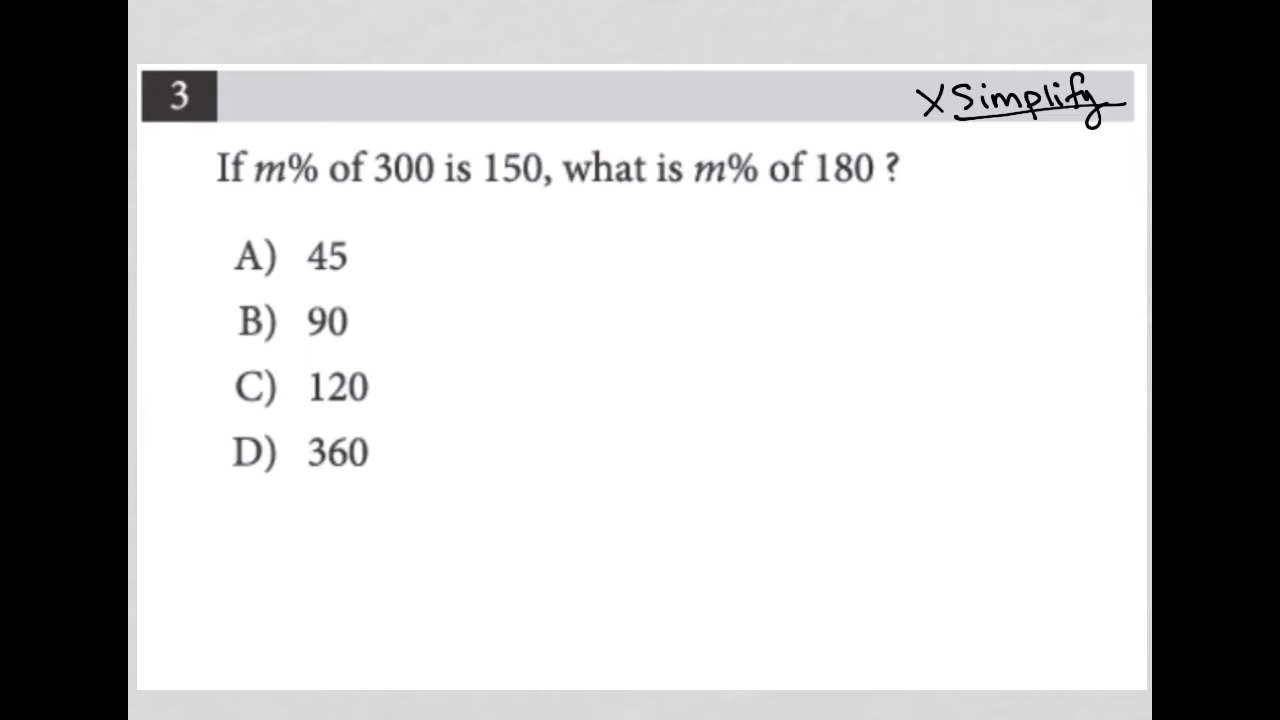 3
XSimplify
If m% of 300 is 150, what is m% of 180 ?
A) 45
B) 90
C) 120
D) 360